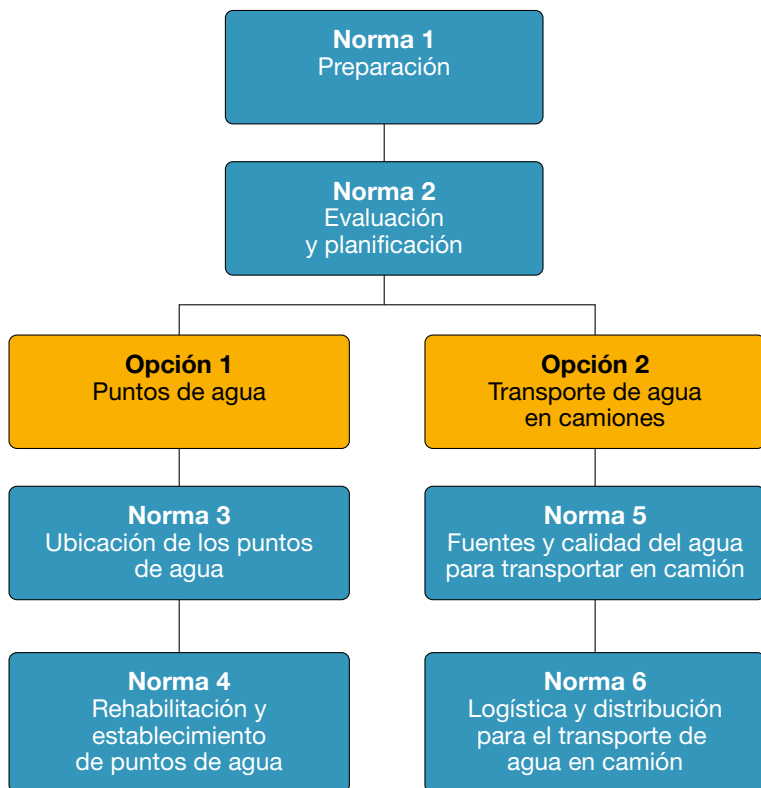 Norma 1
Preparación
Norma 2
Evaluación
y planificación
Opción 1
Puntos de agua
Opción 2
Transporte de agua
en camiones
Norma 3
Ubicación de los puntos
de agua
Norma 5
Fuentes y calidad del agua
para transportar en camión
Norma 4
Rehabilitación y
establecimiento
de puntos de agua
Norma 6
Logística y distribución
para el transporte de
agua en camión